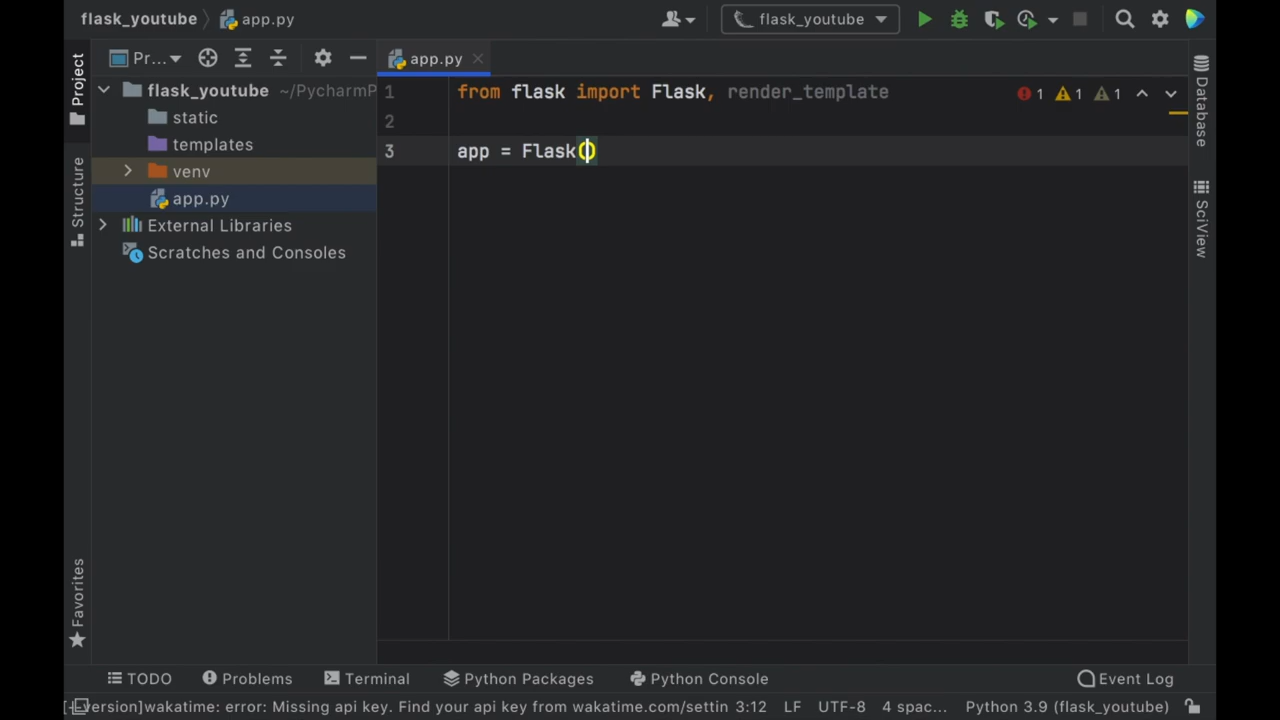 flask_youtube app.py
flask_youtube
Project
Pr...
app.py
flask_youtube ~/PycharmP
static
templates
venv
app.py
External Libraries
Scratches and Consoles
Structure
Favorites
1 from flask import Flask, render_template
1 1 1
2
3 app = Flask()
Database
SciView
TODO Problems Terminal Python Packages Python Console Event Log
wakatime: error: Missing api key. Find your api key from wakatime.com/settin 3:12 LF UTF-8 4 spac... Python 3.9 (flask_youtube)